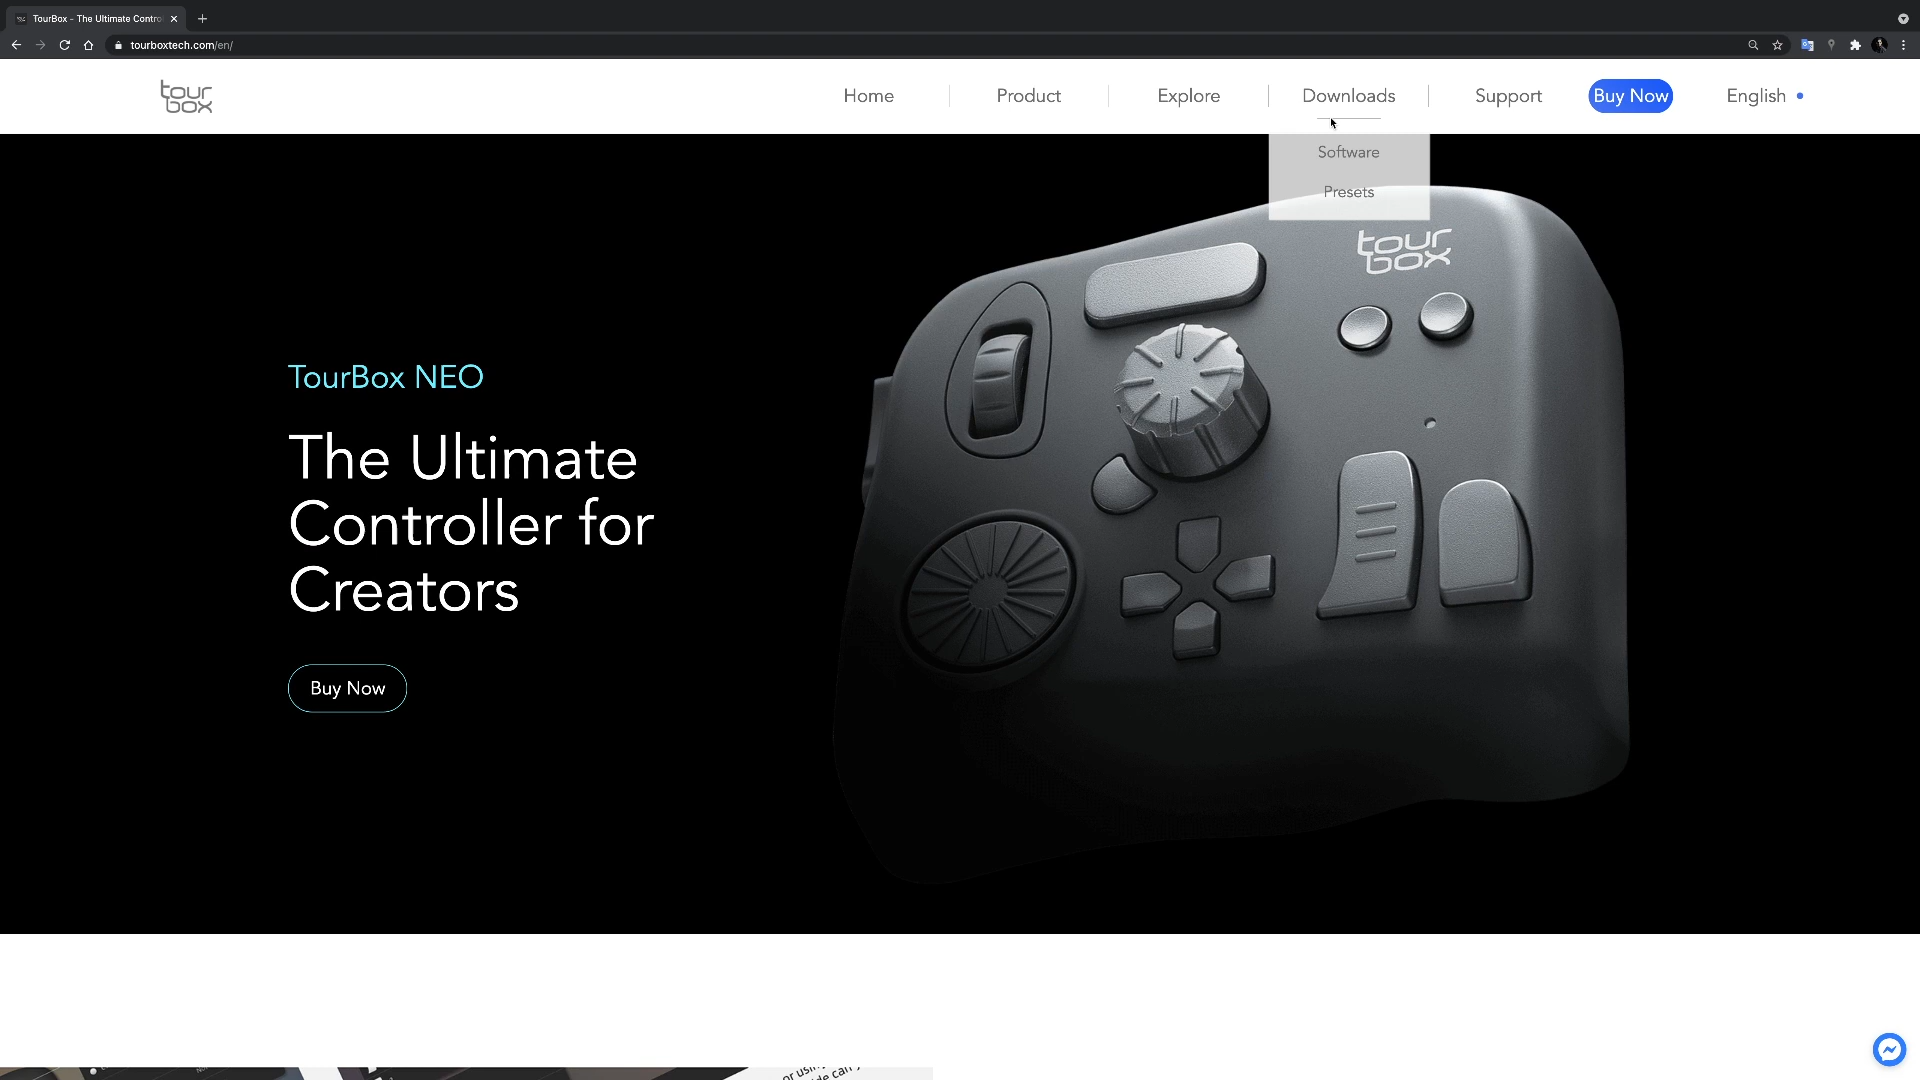 TourBox - The Ultimate Contro
tourboxtech.com/en/
tour
box
Home
Product
Explore
Downloads
Support
Buy Now
English
Software
Presets
tour
box
TourBox NEO
The Ultimate
Controller for
Creators
Buy Now